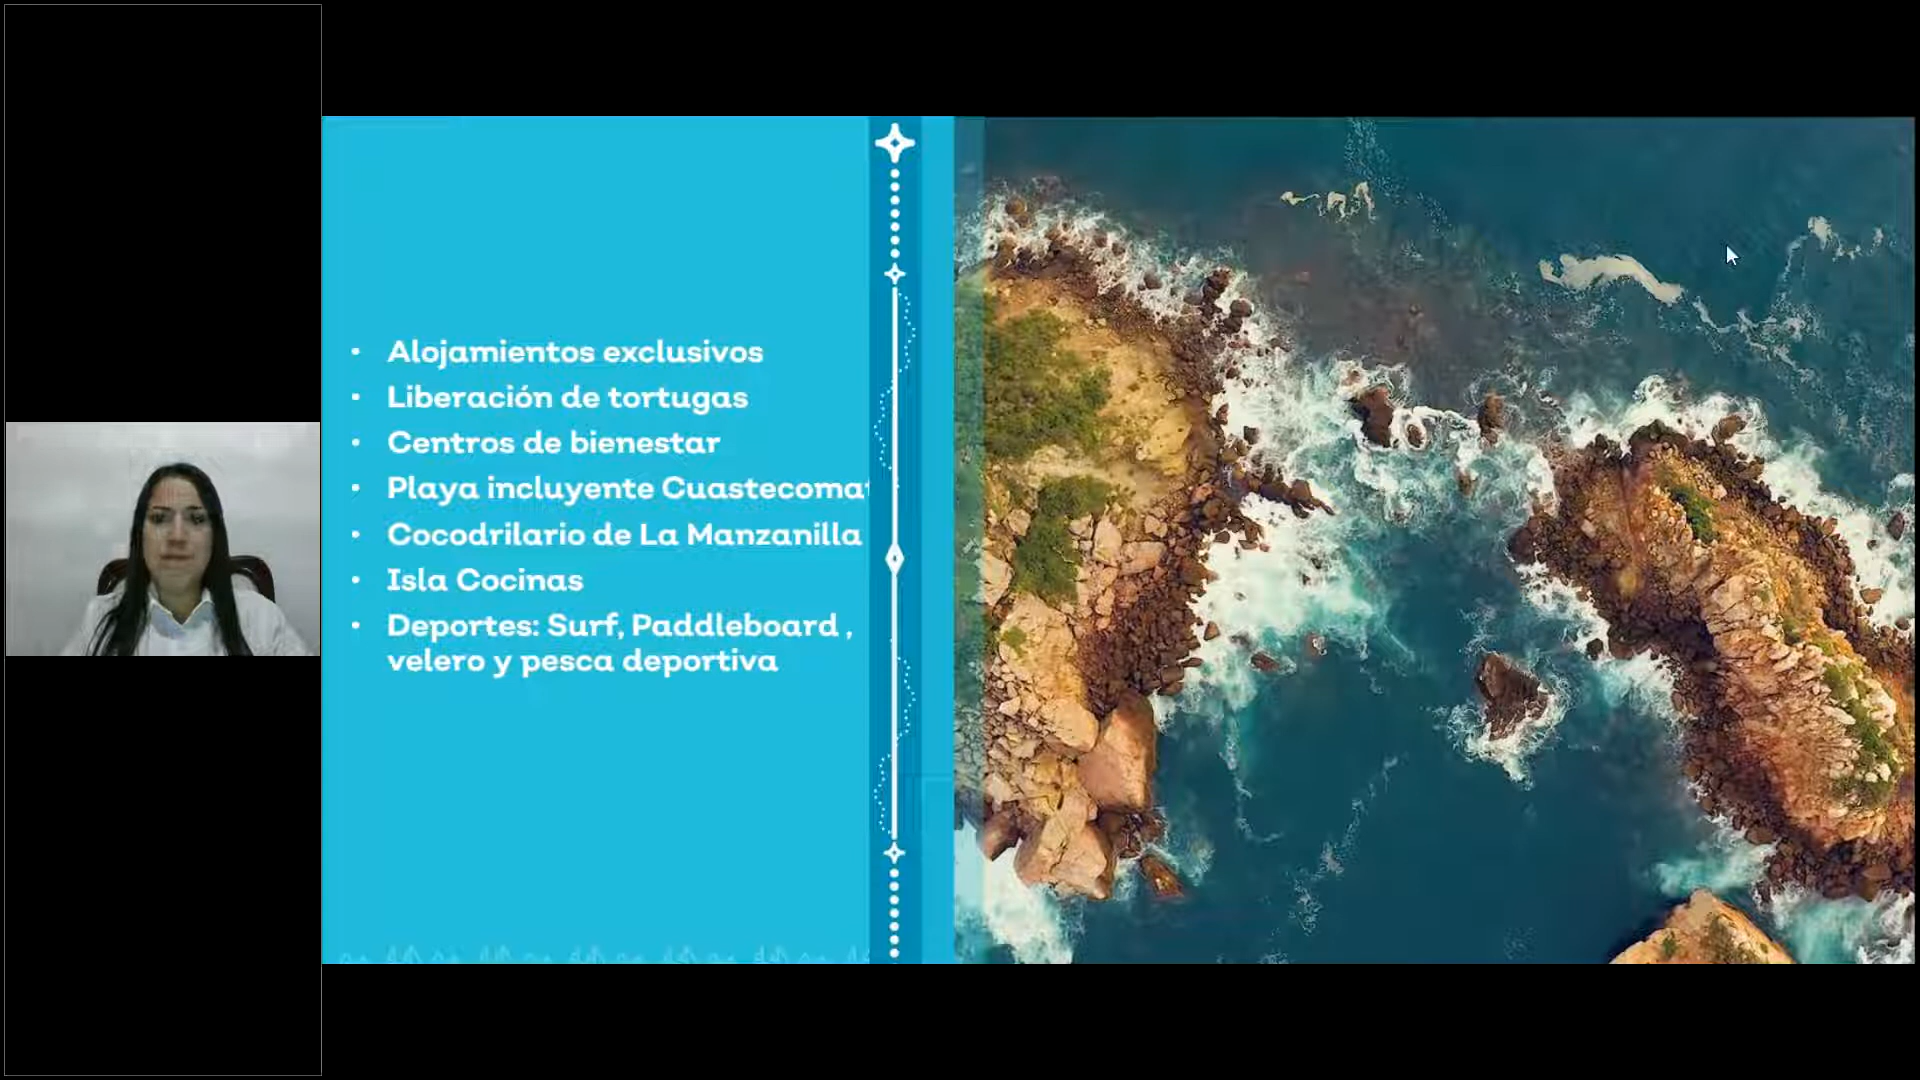 • Alojamientos exclusivos
• Liberación de tortugas
• Centros de bienestar
• Playa incluyente Cuastecomat
• Cocodrilario de La Manzanilla
• Isla Cocinas
• Deportes: Surf, Paddleboard ,
velero y pesca deportiva